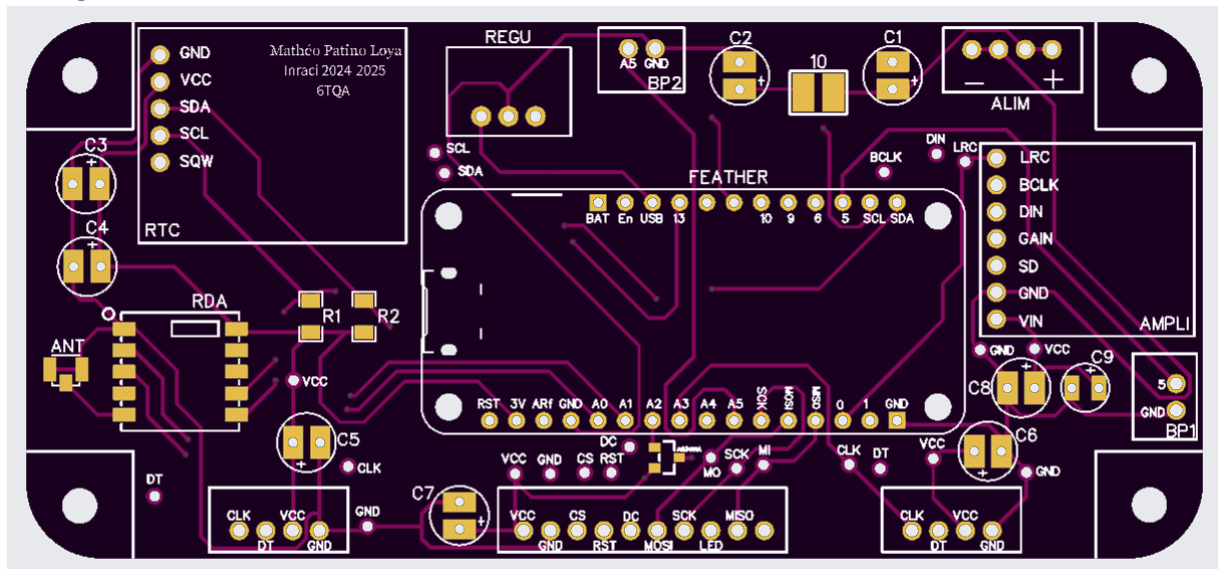 REGU
C2
10
C1
ALIM
−
+
GND
VCC
SDA
SCL
SQW
Mathéo Patino Loya
Inraci 2024-2025
6TQA
A5 GND
BP2
C3
C4
RTC
SCL
SDA
BCLK
DIN
LRC
LRC
BCLK
DIN
GAIN
SD
GND
VIN
AMPLI
FEATHER
BAT En USB 13 10 9 6 5 SCL SDA
RDA
R1
R2
ANT
VCC
GND
VCC
C9
C8
5
GND
BP1
RST 3V ARf GND A0 A1 A2 A3 A4 A5 SCK MOSI MISO 0 1 GND
C5
CLK
DT
DC
VCC
GND
CS
RST
MO
SCK
MI
CLK
DT
VCC
C6
GND
C7
CLK
DT
VCC
GND
GND
VCC
GND
CS
RST
DC
MOSI
SCK
LED
MISO
CLK
DT
VCC
GND